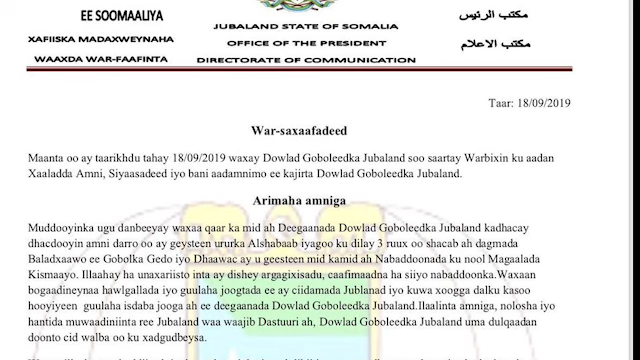 EE SOOMAALIYA
XAFIISKA MADAXWEYNAHA
WAAXDA WAR-FAAFINTA
JUBALAND STATE OF SOMALIA
OFFICE OF THE PRESIDENT
DIRECTORATE OF COMMUNICATION
مكتب الرئيس
مكتب الاعلام
Taar: 18/09/2019
War-saxaafadeed
Maanta oo ay taarikhdu tahay 18/09/2019 waxay Dowlad Goboleedka Jubaland soo saartay Warbixin ku aadan
Xaaladda Amni, Siyaasadeed iyo bani aadamnimo ee kajirta Dowlad Goboleedka Jubaland.
Arimaha amniga
Muddooyinka ugu danbeeyay waxaa qaar ka mid ah Deegaanada Dowlad Goboleedka Jubaland kadhacay
dhacdooyin amni darro oo ay geysteen ururka Alshabaab iyagoo ku dilay 3 ruux oo shacab ah dagmada
Baladxaawo ee Gobolka Gedo iyo Dhaawac ay u geesteen mid kamid ah Nabaddoonada ku nool Magaalada
Kismaayo. Illaahay ha unaxariisto inta ay dishey argagixisadu, caafimaadna ha siiyo nabaddoonka. Waxaan
bogaadineynaa hawlgallada iyo guulaha joogtada ee ay ciidamada Jublanad iyo kuwa xoogga dalku kasoo
hooyiyeen guulaha isdaba jooga ah ee deegaanada Dowlad Goboleedka Jubaland.Ilaalinta amniga, nolosha iyo
hantida muwaadiniinta ree Jubaland waa waajib Dastuuri ah, Dowlad Goboleedka Jubaland uma dulqaadan
doonto cid walba oo ku xadgudbeysa.